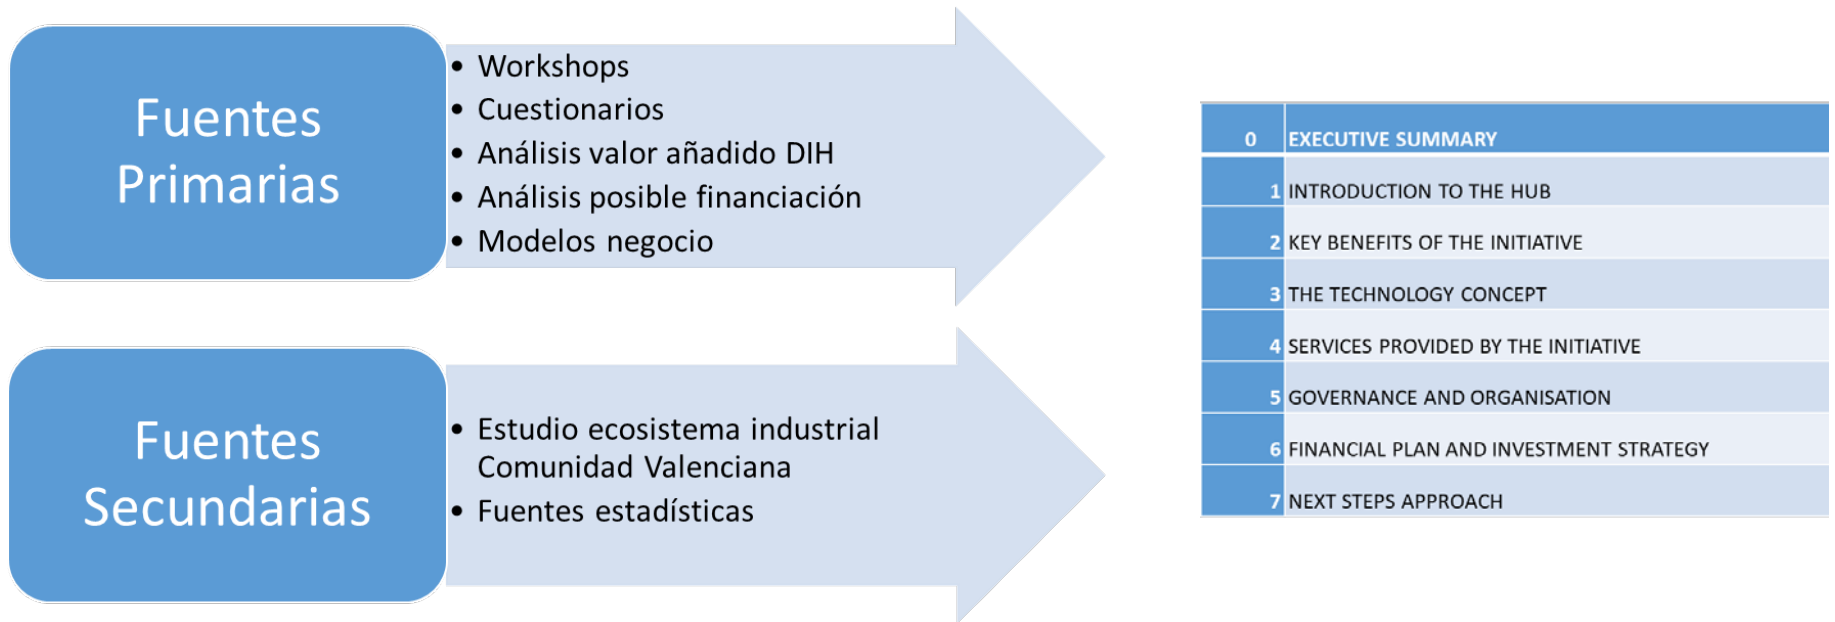 Fuentes
Primarias
• Workshops
• Cuestionarios
• Análisis valor añadido DIH
• Análisis posible financiación
• Modelos negocio
Fuentes
Secundarias
• Estudio ecosistema industrial
Comunidad Valenciana
• Fuentes estadísticas
0 EXECUTIVE SUMMARY
1 INTRODUCTION TO THE HUB
2 KEY BENEFITS OF THE INITIATIVE
3 THE TECHNOLOGY CONCEPT
4 SERVICES PROVIDED BY THE INITIATIVE
5 GOVERNANCE AND ORGANISATION
6 FINANCIAL PLAN AND INVESTMENT STRATEGY
7 NEXT STEPS APPROACH